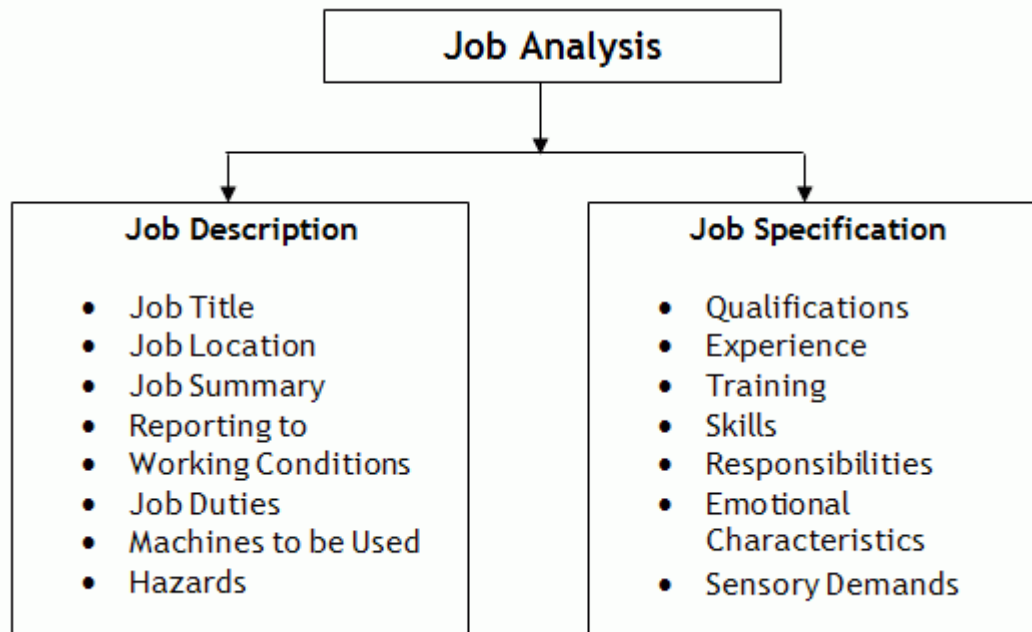 Job Analysis
Job Description
• Job Title
• Job Location
• Job Summary
• Reporting to
• Working Conditions
• Job Duties
• Machines to be Used
• Hazards
Job Specification
• Qualifications
• Experience
• Training
• Skills
• Responsibilities
• Emotional
Characteristics
• Sensory Demands